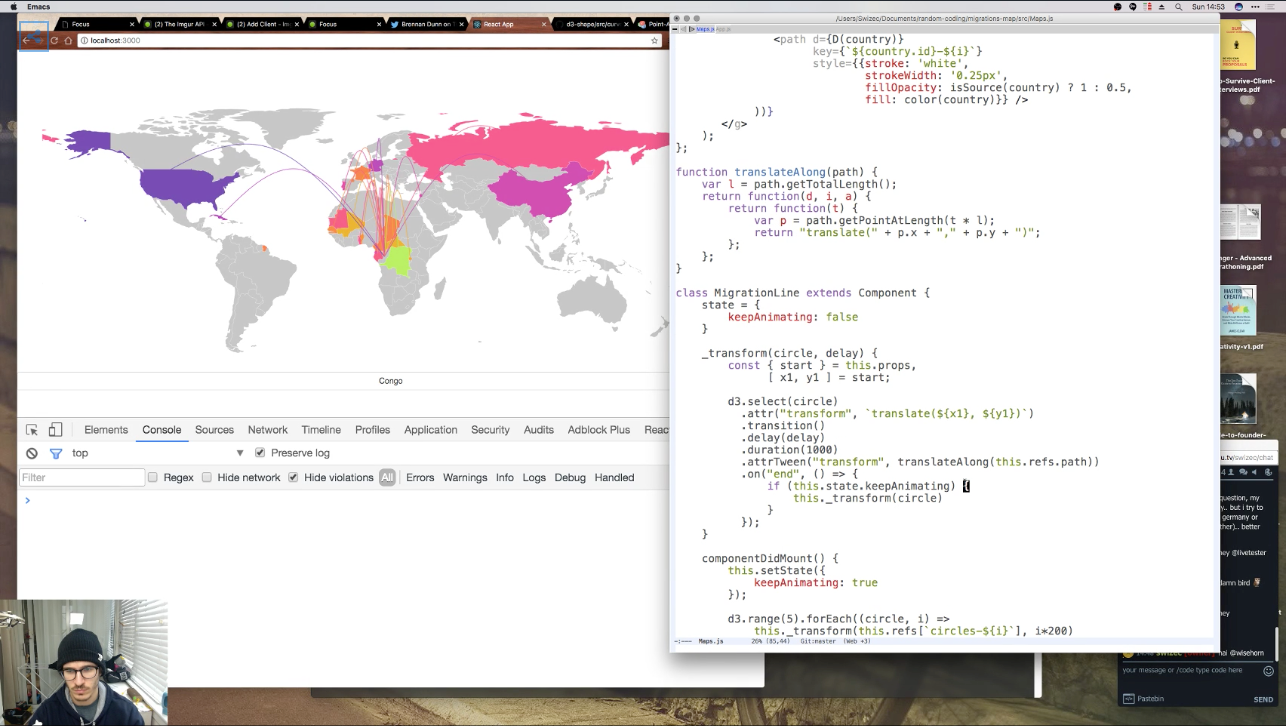 Emacs
Sun 14:53
Focus
(2) The Imgur API
(2) Add Client - Im
Focus
Brennan Dunn on T
React App
d3-shape/src/curv
Point-A
localhost:3000
Congo
Elements Console Sources Network Timeline Profiles Application Security Audits Adblock Plus Reac
top
Preserve log
Filter
Regex Hide network Hide violations All Errors Warnings Info Logs Debug Handled
>
/Users/Swizec/Documents/random-coding/migrations-map/src/Maps.js
Maps.js
<path d={D(country)}
key={`${country.id}-${i}`}
style={{stroke: 'white',
strokeWidth: '0.25px',
fillOpacity: isSource(country) ? 1 : 0.5,
fill: color(country)}} />
))}
</g>
);
};
function translateAlong(path) {
var l = path.getTotalLength();
return function(d, i, a) {
return function(t) {
var p = path.getPointAtLength(t * l);
return "translate(" + p.x + "," + p.y + ")";
};
};
}
class MigrationLine extends Component {
state = {
keepAnimating: false
}
_transform(circle, delay) {
const { start } = this.props,
[ x1, y1 ] = start;
d3.select(circle)
.attr("transform", `translate(${x1}, ${y1})`)
.transition()
.delay(delay)
.duration(1000)
.attrTween("transform", translateAlong(this.refs.path))
.on("end", () => {
if (this.state.keepAnimating) {
this._transform(circle)
}
});
}
componentDidMount() {
this.setState({
keepAnimating: true
});
d3.range(5).forEach((circle, i) =>
this._transform(this.refs[`circles-${i}`], i*200)
-:--- Maps.js 26% (85,44) Git:master (Web +3)
o-Survive-Client-
terviews.pdf
nger - Advanced
rathoning.pdf
ativity-v1.pdf
de-to-founder-
u.tv/swizec/chat
question, my
y.. but i try to
germany or
ther).. better
ney @livetester
damn bird
ney
swizec
hai @wisehorn
your message or /code type code here
Pastebin
SEND